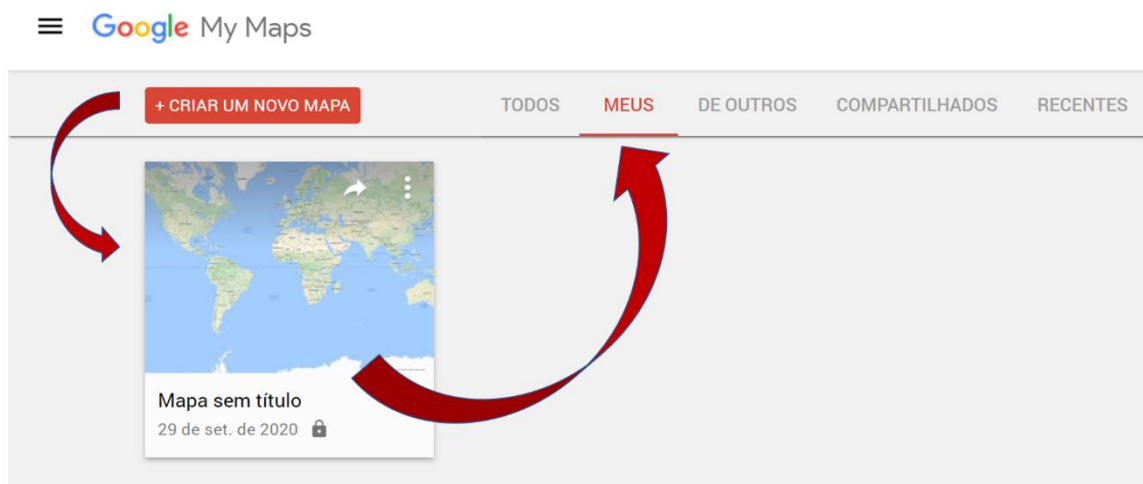 Google My Maps
+ CRIAR UM NOVO MAPA
TODOS MEUS DE OUTROS COMPARTILHADOS RECENTES
Mapa sem título
29 de set. de 2020